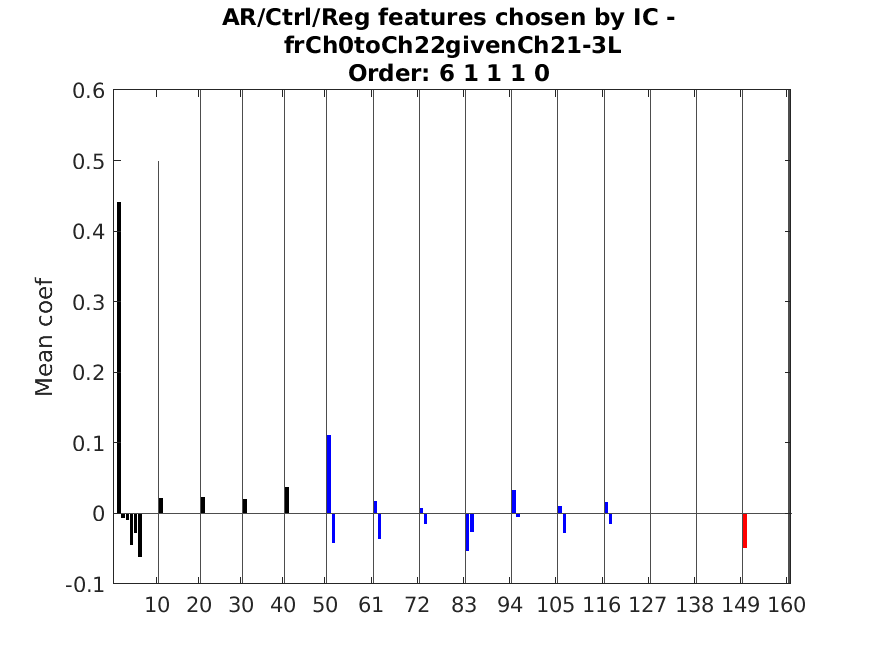 AR/Ctrl/Reg features chosen by IC -
frCh0toCh22givenCh21-3L
Order: 6 1 1 1 0
0.6
0.5
0.4
0.3
0.2
0.1
0
-0.1
Mean coef
10 20 30 40 50 61 72 83 94 105 116 127 138 149 160